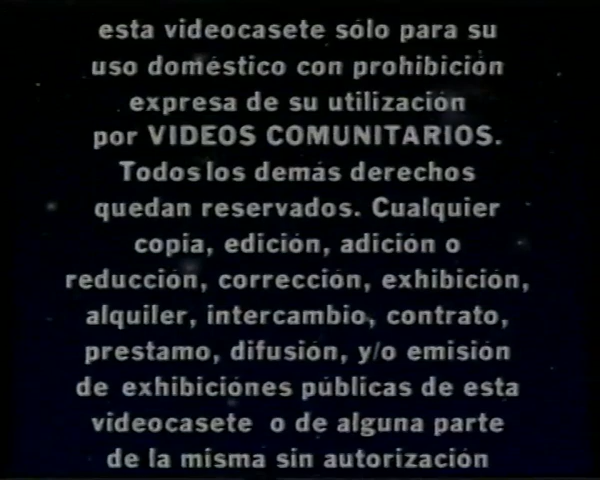 esta videocasete sólo para su
uso doméstico con prohibición
expresa de su utilización
por VIDEOS COMUNITARIOS.
Todos los demás derechos
quedan reservados. Cualquier
copia, edición, adición o
reducción, corrección, exhibición,
alquiler, intercambio, contrato,
prestamo, difusión, y/o emisión
de exhibiciónes públicas de esta
videocasete o de alguna parte
de la misma sin autorización